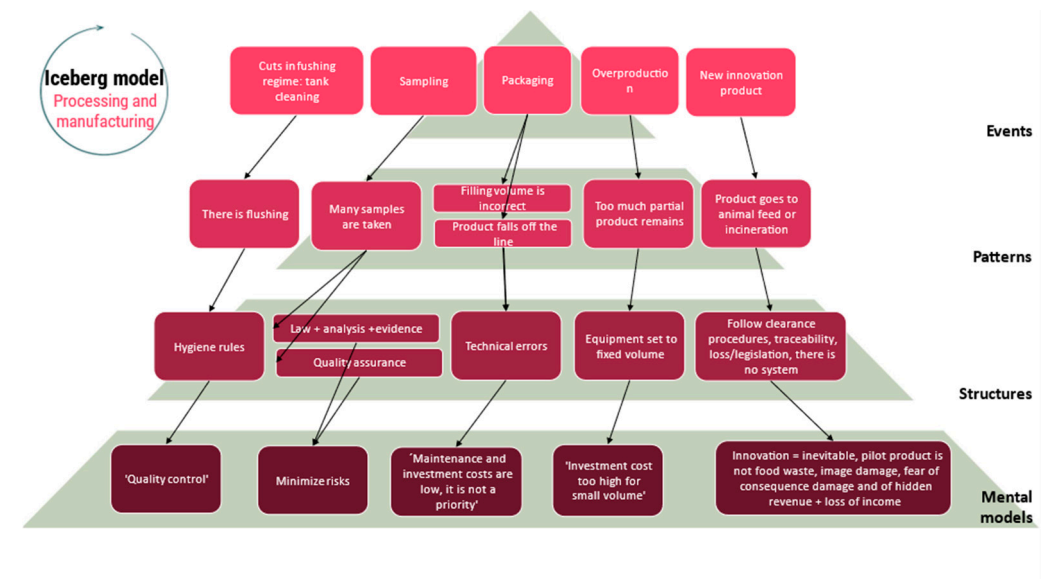 Iceberg model
Processing and
manufacturing
Cuts in fushing
regime: tank
cleaning
Sampling
Packaging
Overproductio
n
New innovation
product
Events
There is flushing
Many samples
are taken
Filling volume is
incorrect
Product falls off the
line
Too much partial
product remains
Product goes to
animal feed or
incineration
Patterns
Hygiene rules
Law + analysis +evidence
Quality assurance
Technical errors
Equipment set to
fixed volume
Follow clearance
procedures, traceability,
loss/legislation, there is
no system
Structures
'Quality control'
Minimize risks
´Maintenance and
investment costs are
low, it is not a
priority'
'Investment cost
too high for
small volume'
Innovation = inevitable, pilot product is
not food waste, image damage, fear of
consequence damage and of hidden
revenue + loss of income
Mental
models